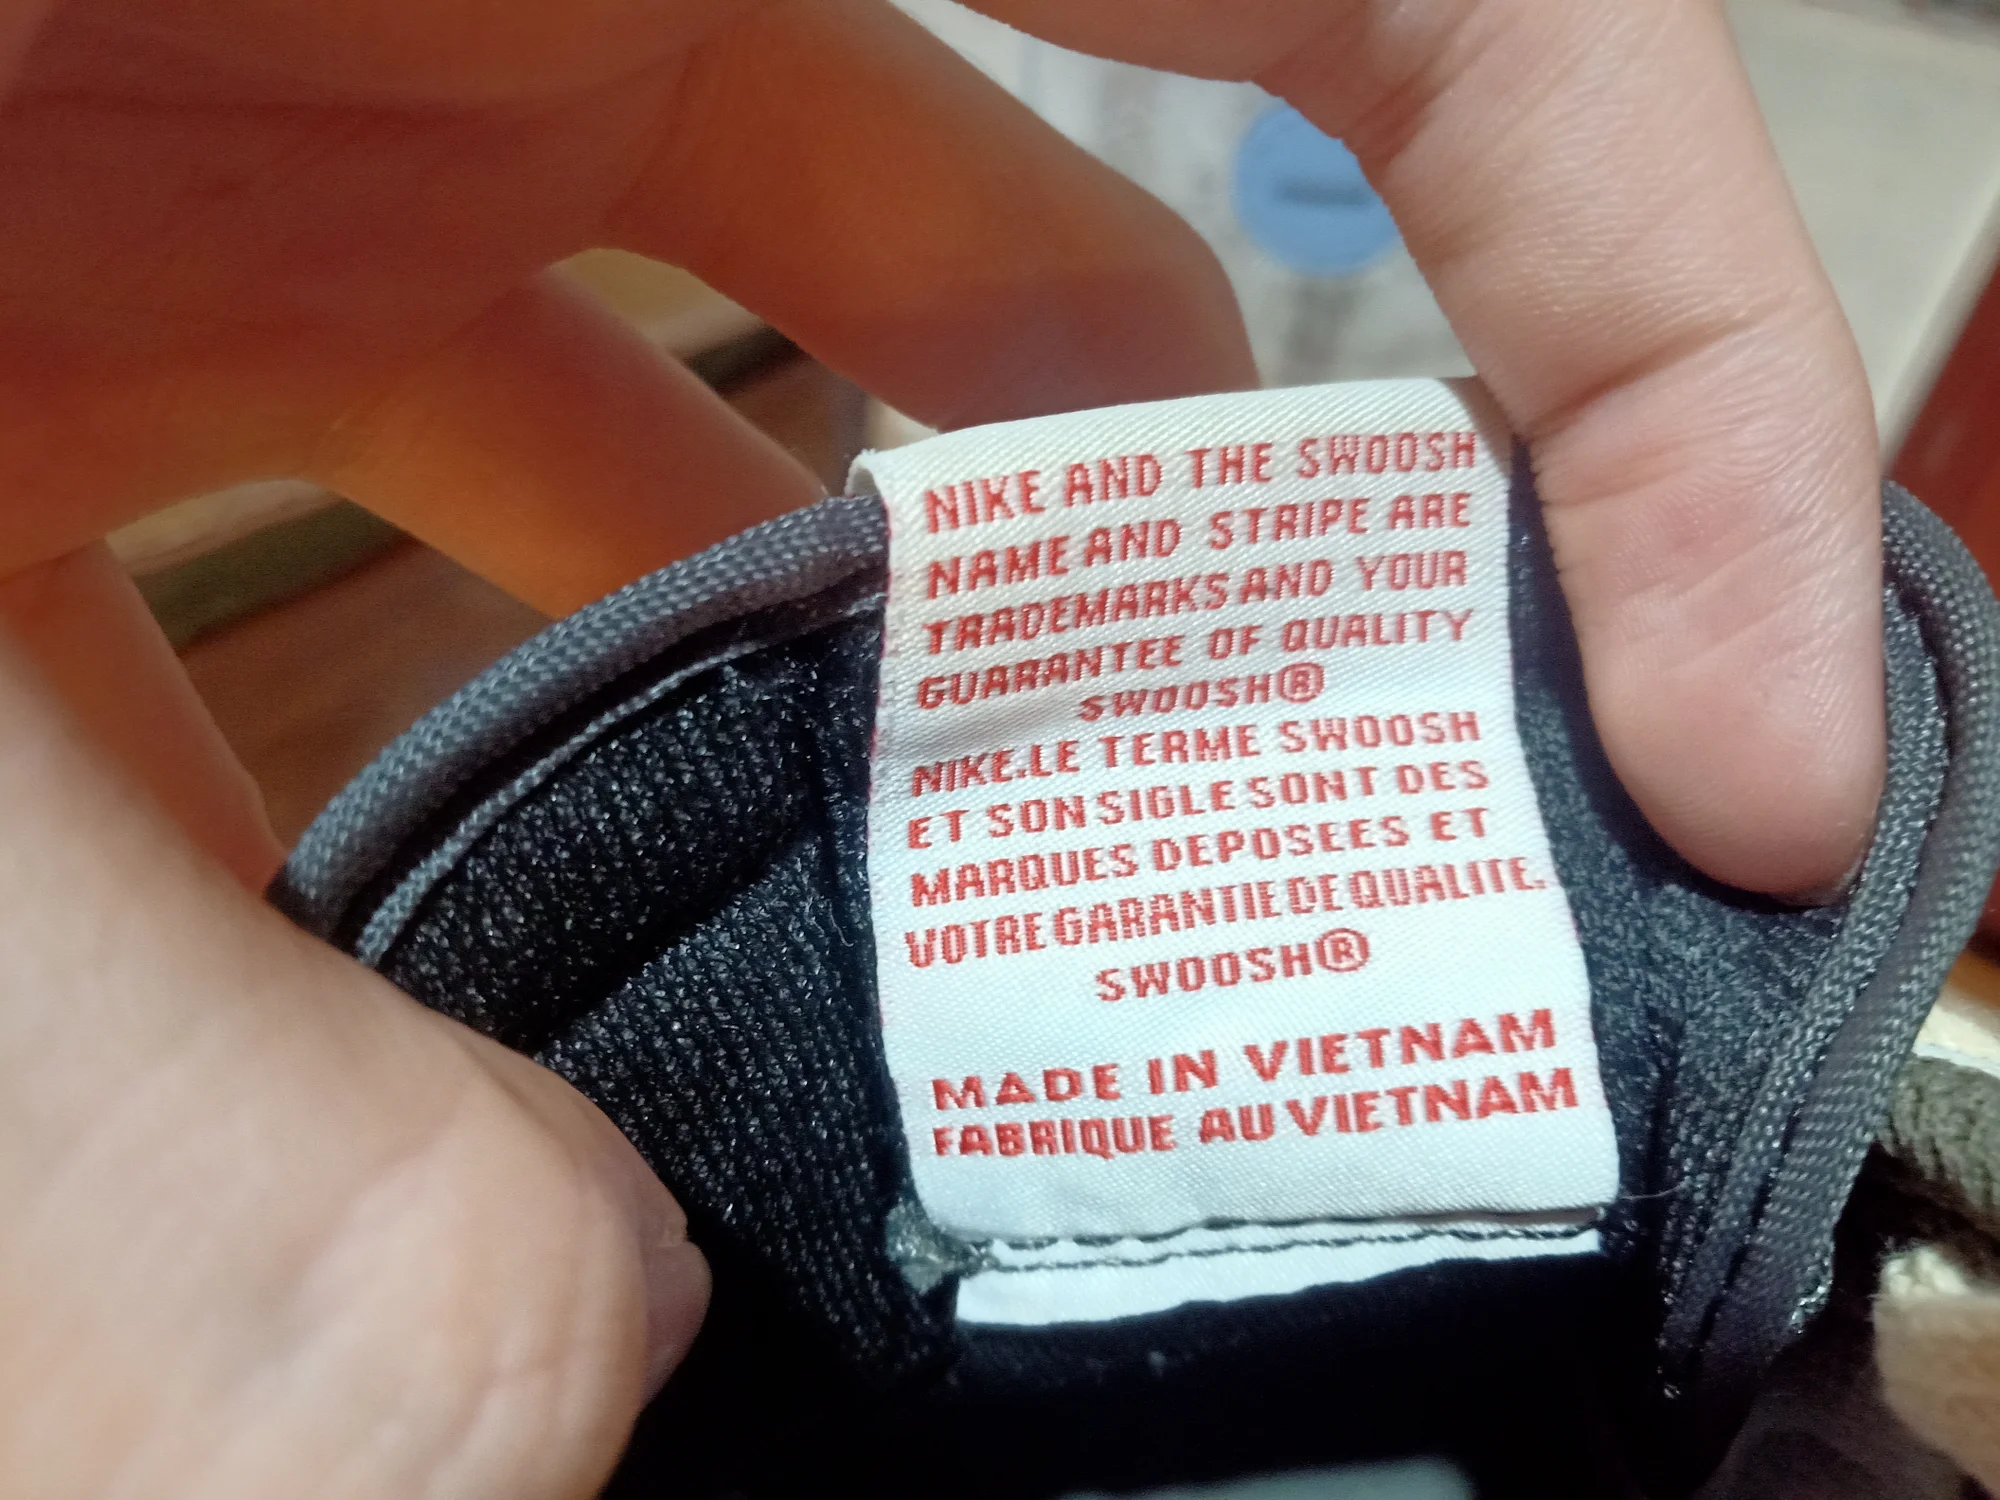 NIKE AND THE SWOOSH
NAME AND STRIPE ARE
TRADEMARKS AND YOUR
GUARANTEE OF QUALITY
SWOOSH®
NIKE.LE TERME SWOOSH
ET SON SIGLE SONT DES
MARQUES DEPOSEES ET
VOTRE GARANTIE DE QUALITE.
SWOOSH®
MADE IN VIETNAM
FABRIQUE AU VIETNAM